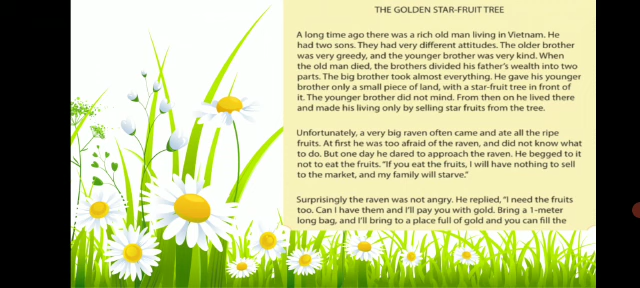 THE GOLDEN STAR-FRUIT TREE
A long time ago there was a rich old man living in Vietnam. He
had two sons. They had very different attitudes. The older brother
was very greedy, and the younger brother was very kind. When
the old man died, the brothers divided his father's wealth into two
parts. The big brother took almost everything. He gave his younger
brother only a small piece of land, with a star-fruit tree in front of
it. The younger brother did not mind. From then on he lived there
and made his living only by selling star fruits from the tree.
Unfortunately, a very big raven often came and ate all the ripe
fruits. At first he was too afraid of the raven, and did not know what
to do. But one day he dared to approach the raven. He begged to it
not to eat the fruits. "If you eat the fruits, I will have nothing to sell
to the market, and my family will starve."
Surprisingly the raven was not angry. He replied, "I need the fruits
too. Can I have them and I'll pay you with gold. Bring a 1-meter
long bag, and I'll bring to a place full of gold and you can fill the